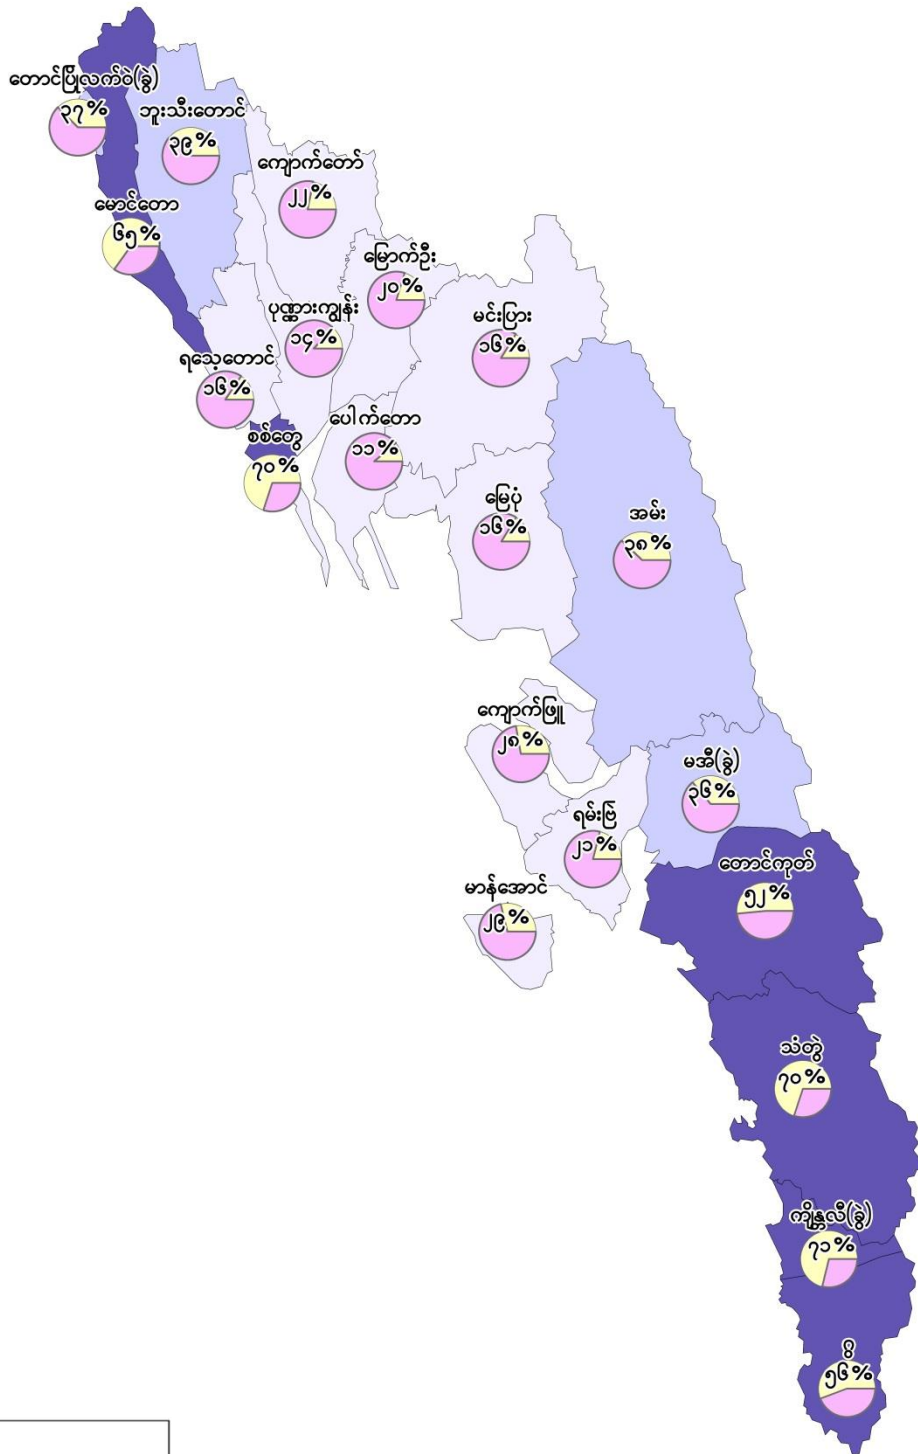 တောင်ပြိုလက်ဝဲ(ခွဲ)
၃၇%
ဘူးသီးတောင်
၃၉%
ကျောက်တော်
၂၂%
မောင်တော
၆၅%
မြောက်ဦး
၂၀%
ပုဏ္ဏားကျွန်း
၁၄%
မင်းပြား
၁၆%
ရသေ့တောင်
၁၆%
ပေါက်တော
၁၁%
စစ်တွေ
၇၀%
မြေပုံ
၁၆%
အမ်း
၃၈%
ကျောက်ဖြူ
၂၈%
မအီ(ခွဲ)
၃၆%
ရမ်းဗြဲ
၂၁%
တောင်ကုတ်
၅၂%
မာန်အောင်
၂၉%
သံတွဲ
၇၀%
ကျိန္တလီ(ခွဲ)
၇၁%
ဂွ
၅၆%